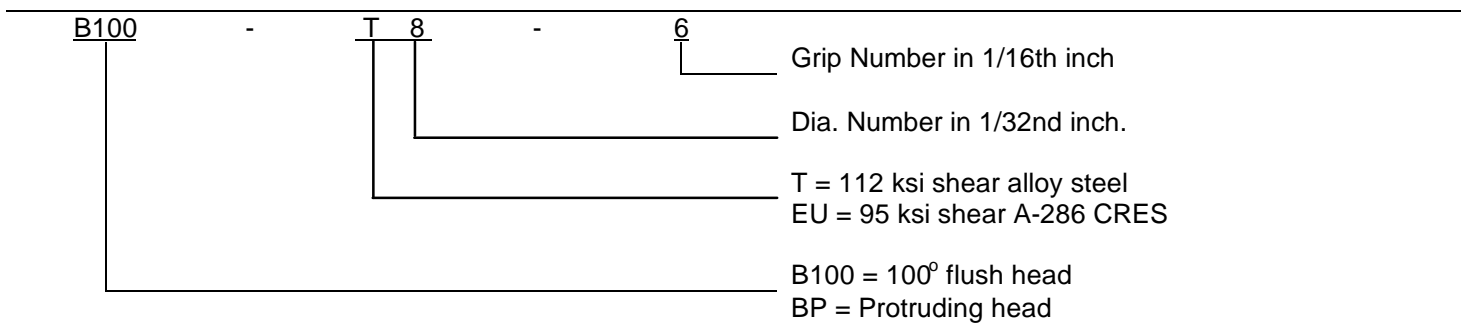 B100 - T 8 - 6
Grip Number in 1/16th inch
Dia. Number in 1/32nd inch.
T = 112 ksi shear alloy steel
EU = 95 ksi shear A-286 CRES
B100 = 100º flush head
BP = Protruding head